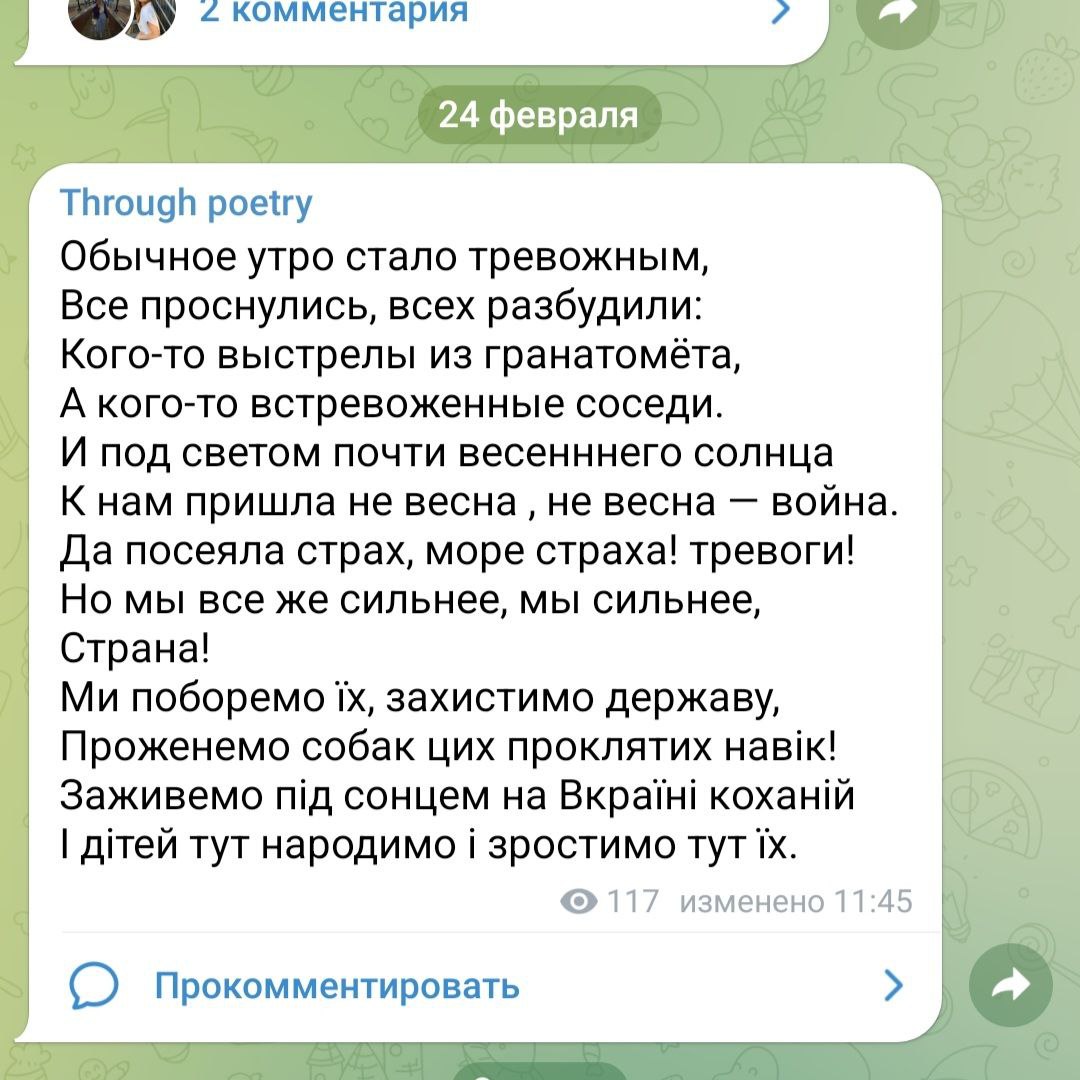 2 комментария
24 февраля
Through poetry
Обычное утро стало тревожным,
Все проснулись, всех разбудили:
Кого-то выстрелы из гранатомёта,
А кого-то встревоженные соседи.
И под светом почти весенннего солнца
К нам пришла не весна , не весна — война.
Да посеяла страх, море страха! тревоги!
Но мы все же сильнее, мы сильнее,
Страна!
Ми поборемо їх, захистимо державу,
Проженемо собак цих проклятих навік!
Заживемо під сонцем на Вкраїні коханій
І дітей тут народимо і зростимо тут їх.
117 изменено 11:45
Прокомментировать